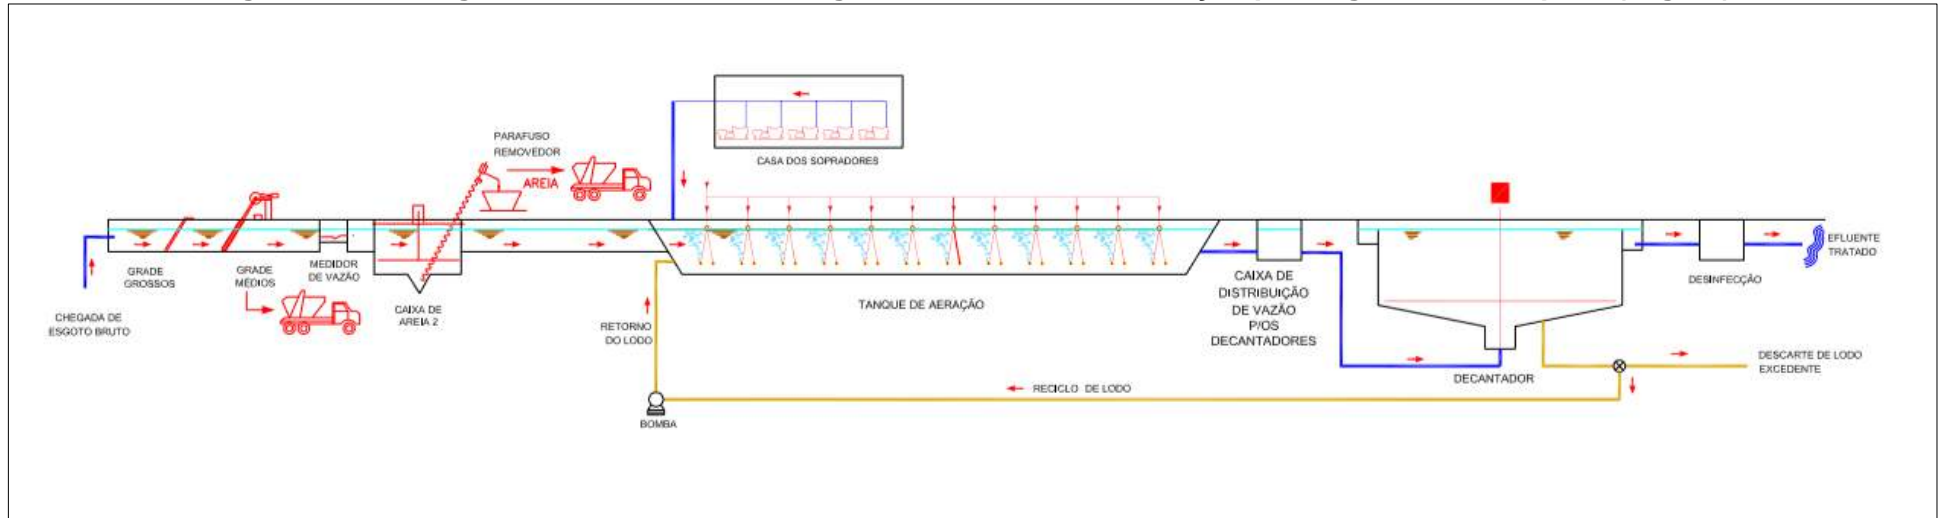 PARAFUSO
REMOVEDOR
AREIA
CASA DOS SOPRADORES
CHEGADA DE
ESGOTO BRUTO
GRADE
GROSSOS
GRADE
MÉDIOS
MEDIDOR
DE VAZÃO
CAIXA DE
AREIA 2
RETORNO
DO LODO
TANQUE DE AERAÇÃO
CAIXA DE
DISTRIBUIÇÃO
DE VAZÃO
P/OS
DECANTADORES
DECANTADOR
DESINFECÇÃO
EFLUENTE
TRATADO
DESCARTE DE LODO
EXCEDENTE
RECICLO DE LODO
BOMBA